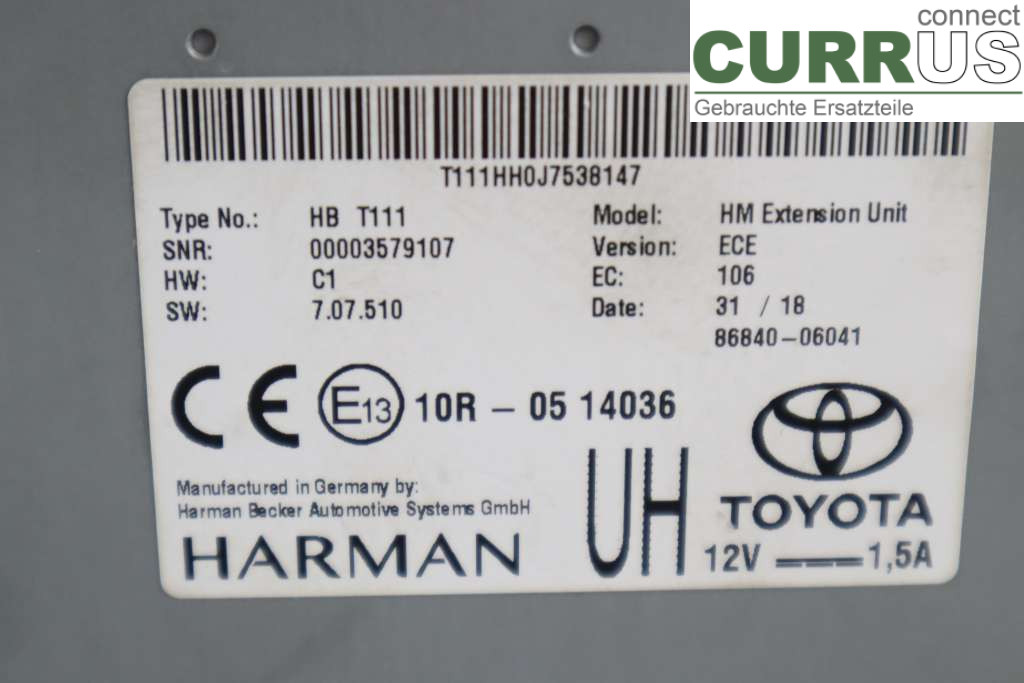 connect
CURRUS
Gebrauchte Ersatzteile
T111HH0J7538147
Type No.: HB T111 Model: HM Extension Unit
SNR: 00003579107 Version: ECE
HW: C1 EC: 106
SW: 7.07.510 Date: 31 / 18
86840-06041
CE E13 10R - 05 14036
Manufactured in Germany by:
Harman Becker Automotive Systems GmbH
HARMAN
UH
TOYOTA
12V 1,5A